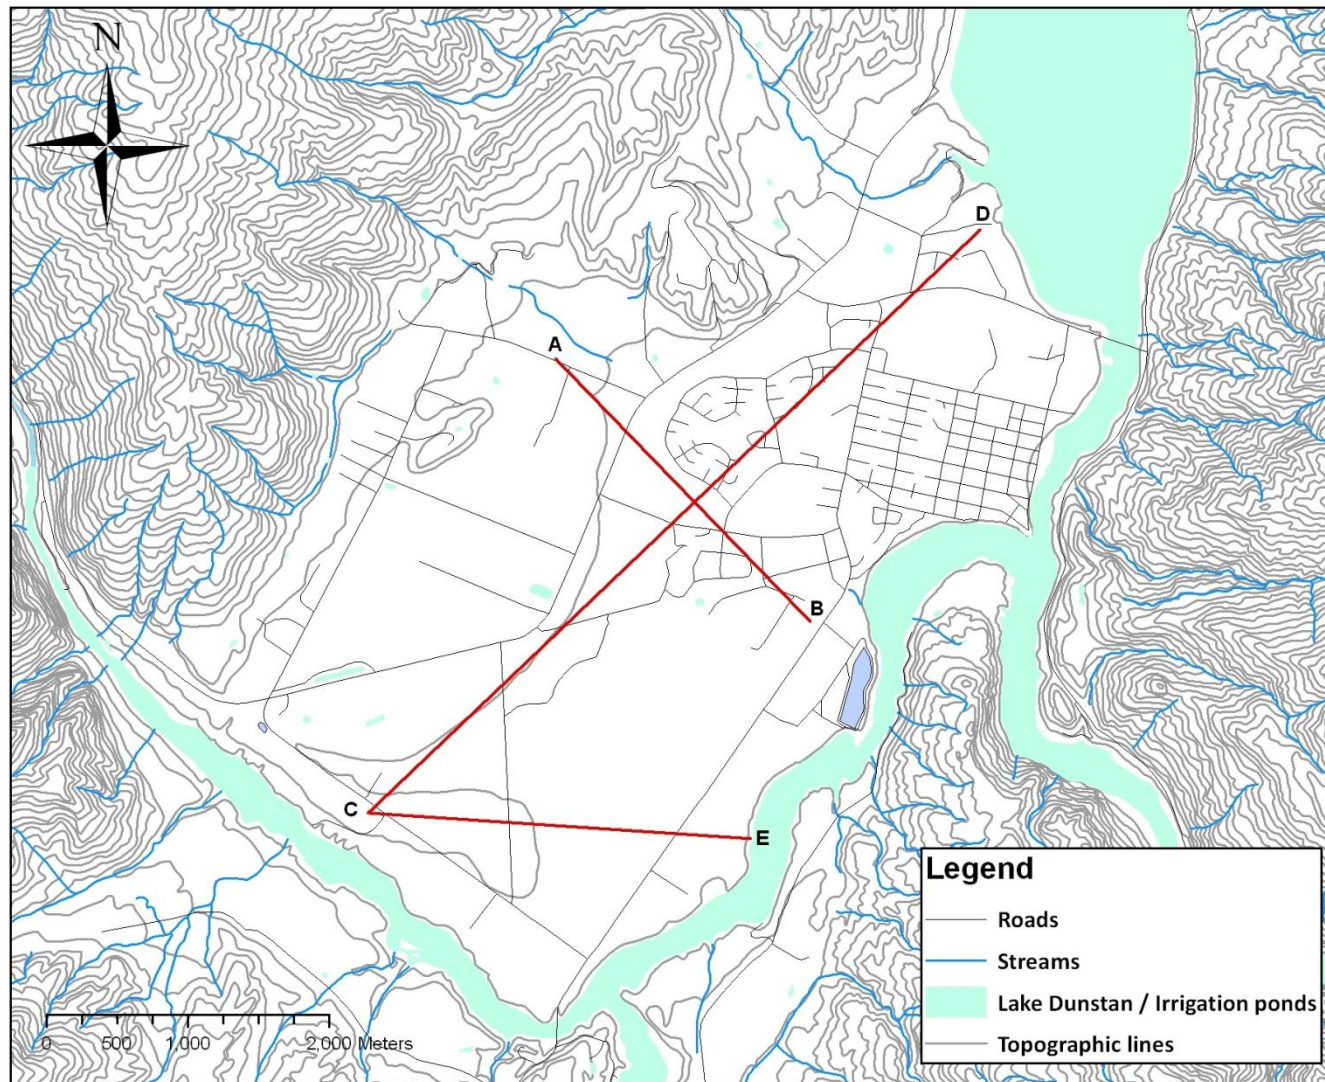 N
D
A
B
C
E
Legend
Roads
Streams
Lake Dunstan / Irrigation ponds
Topographic lines
0 500 1,000 2,000 Meters